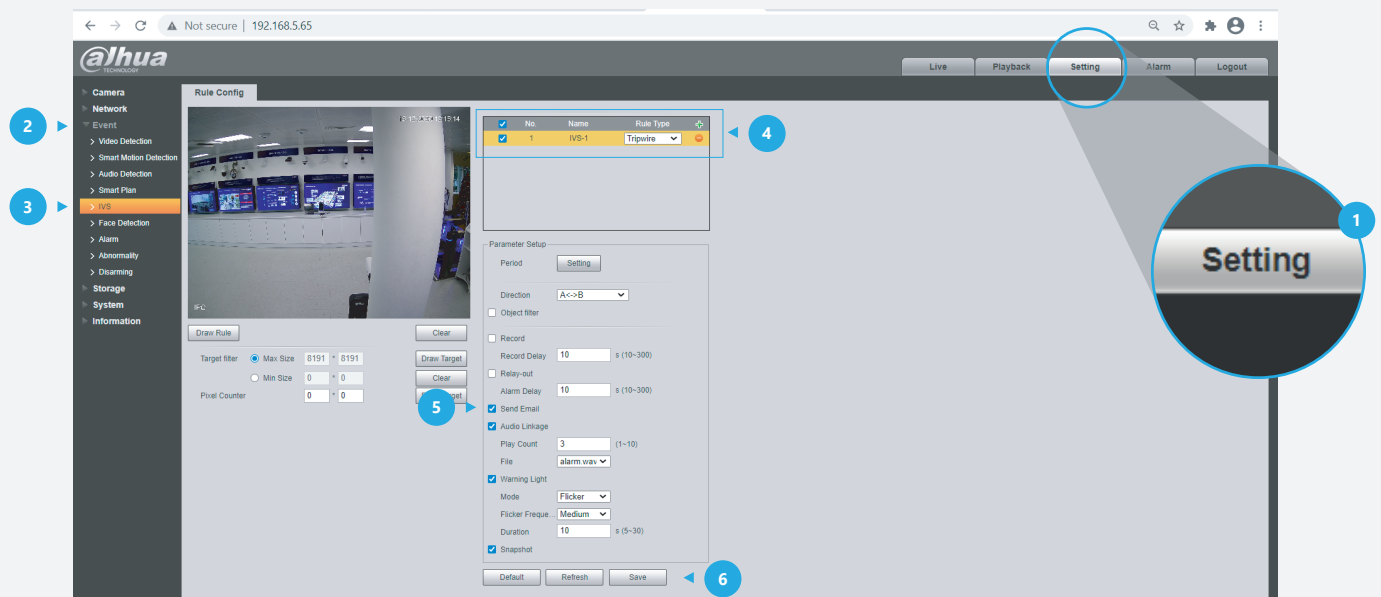 Not secure | 192.168.5.65
alhua
TECHNOLOGY
Live Playback Setting Alarm Logout
Camera
Network
2
Event
Video Detection
Smart Motion Detection
Audio Detection
Smart Plan
3
IVS
Face Detection
Alarm
Abnormality
Disarming
Storage
System
Information
Rule Config
IPC
Draw Rule Clear
Target filter Max Size 8191 * 8191 Draw Target
Min Size 0 * 0 Clear
Pixel Counter 0 * 0
No. Name Rule Type
1 IVS-1 Tripwire
4
Parameter Setup
Period Setting
Direction A<->B
Object filter
Record
Record Delay 10 s (10~300)
Relay-out
Alarm Delay 10 s (10~300)
5
Send Email
Audio Linkage
Play Count 3 (1~10)
File alarm.wav
Warning Light
Mode Flicker
Flicker Freque... Medium
Duration 10 s (5~30)
Snapshot
Default Refresh Save
6
1
Setting